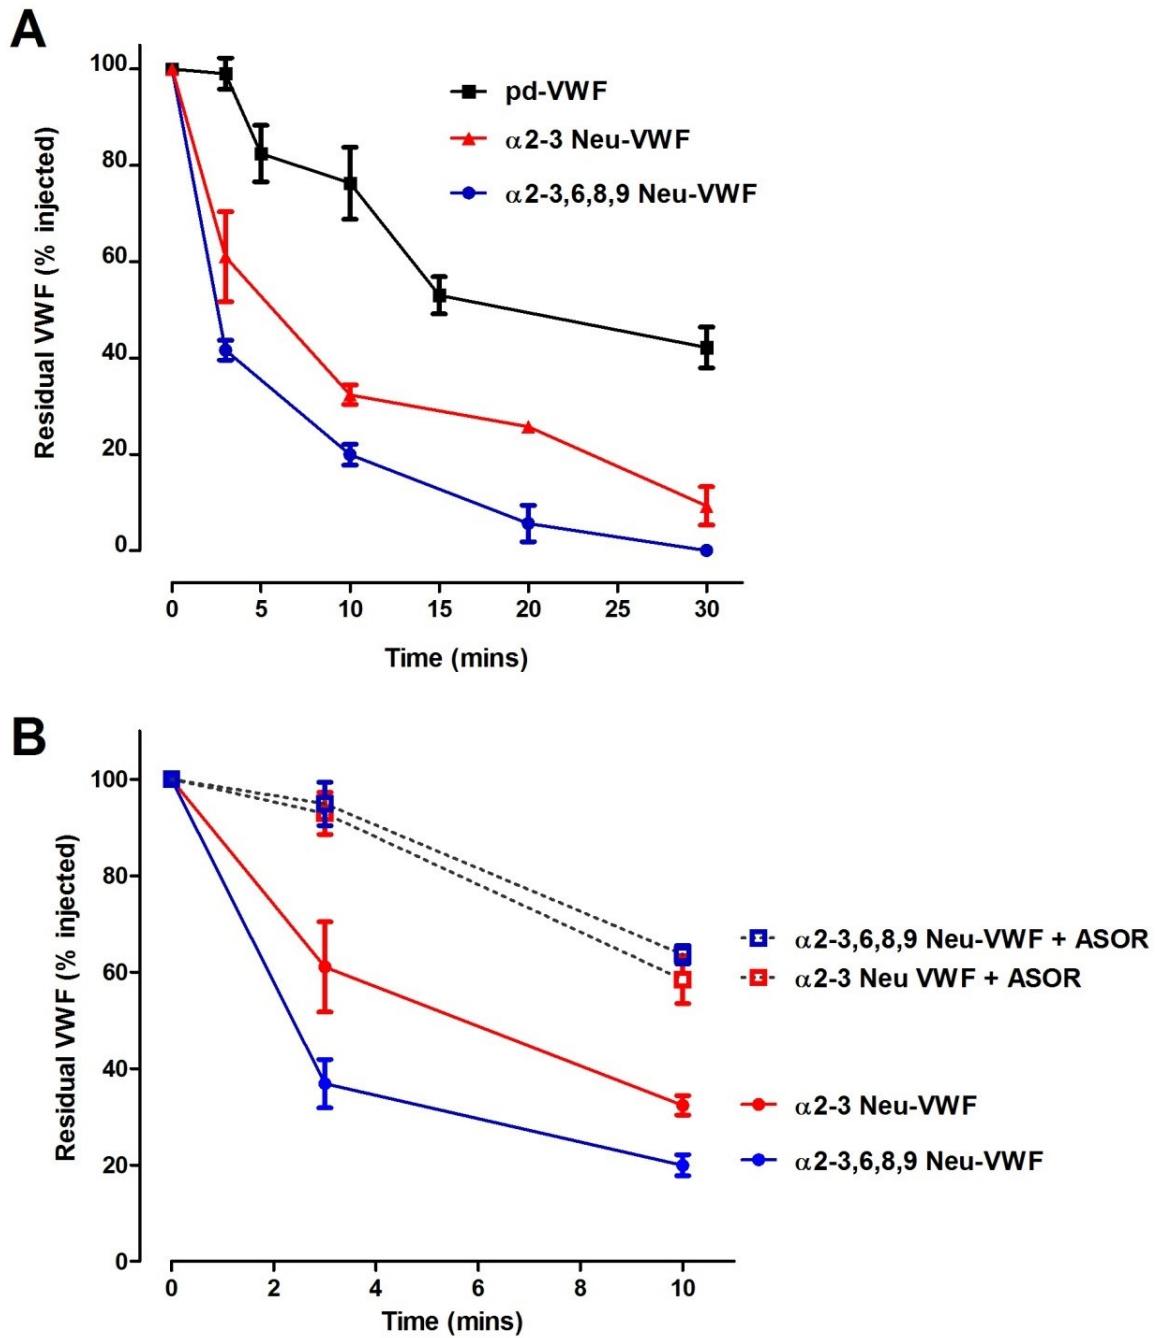 A
100
80
60
40
20
0
Residual VWF (% injected)
pd-VWF
α2-3 Neu-VWF
α2-3,6,8,9 Neu-VWF
0 5 10 15 20 25 30
Time (mins)
B
100
80
60
40
20
0
Residual VWF (% injected)
α2-3,6,8,9 Neu-VWF + ASOR
α2-3 Neu VWF + ASOR
α2-3 Neu-VWF
α2-3,6,8,9 Neu-VWF
0 2 4 6 8 10
Time (mins)